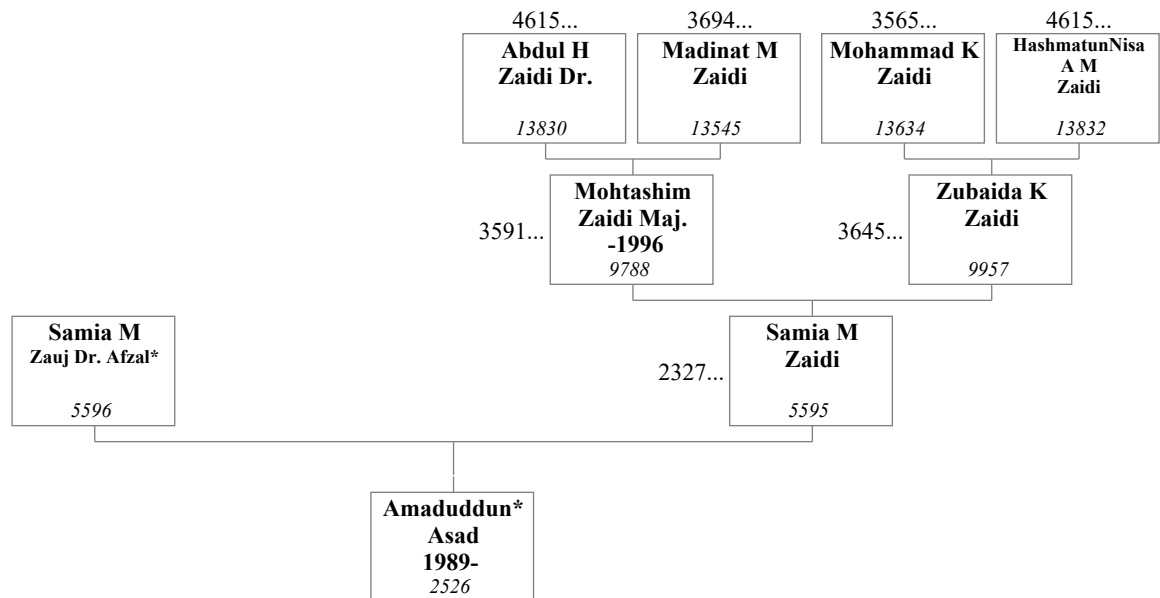 4615...
3694...
3565...
4615...
Abdul H
Zaidi Dr.
13830
Madinat M
Zaidi
13545
Mohammad K
Zaidi
13634
HashmatunNisa
A M
Zaidi
13832
3591...
Mohtashim
Zaidi Maj.
-1996
9788
3645...
Zubaida K
Zaidi
9957
Samia M
Zauj Dr. Afzal*
5596
2327...
Samia M
Zaidi
5595
Amaduddun*
Asad
1989-
2526